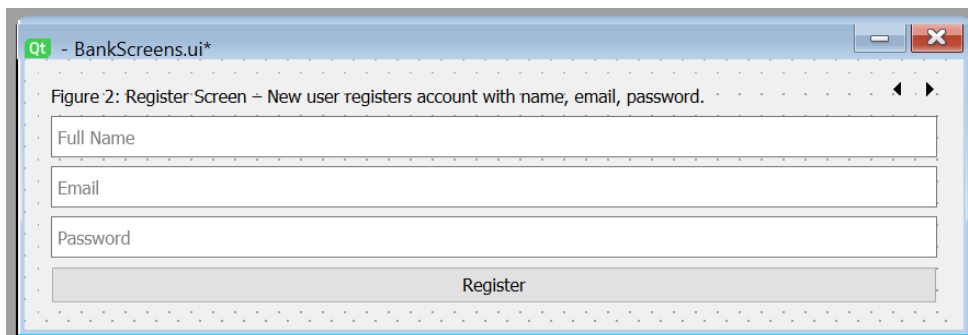 Qt - BankScreens.ui*
Figure 2: Register Screen – New user registers account with name, email, password.
Full Name
Email
Password
Register